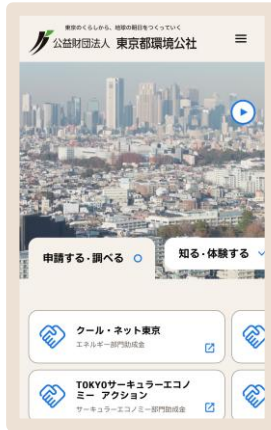 東京のくらしから、地球の明日をつくっていく
公益財団法人 東京都環境公社
申請する・調べる
知る・体験する
クール・ネット東京
エネルギー部門助成金
TOKYOサーキュラーエコノ
ミー アクション
サーキュラーエコノミー部門助成金